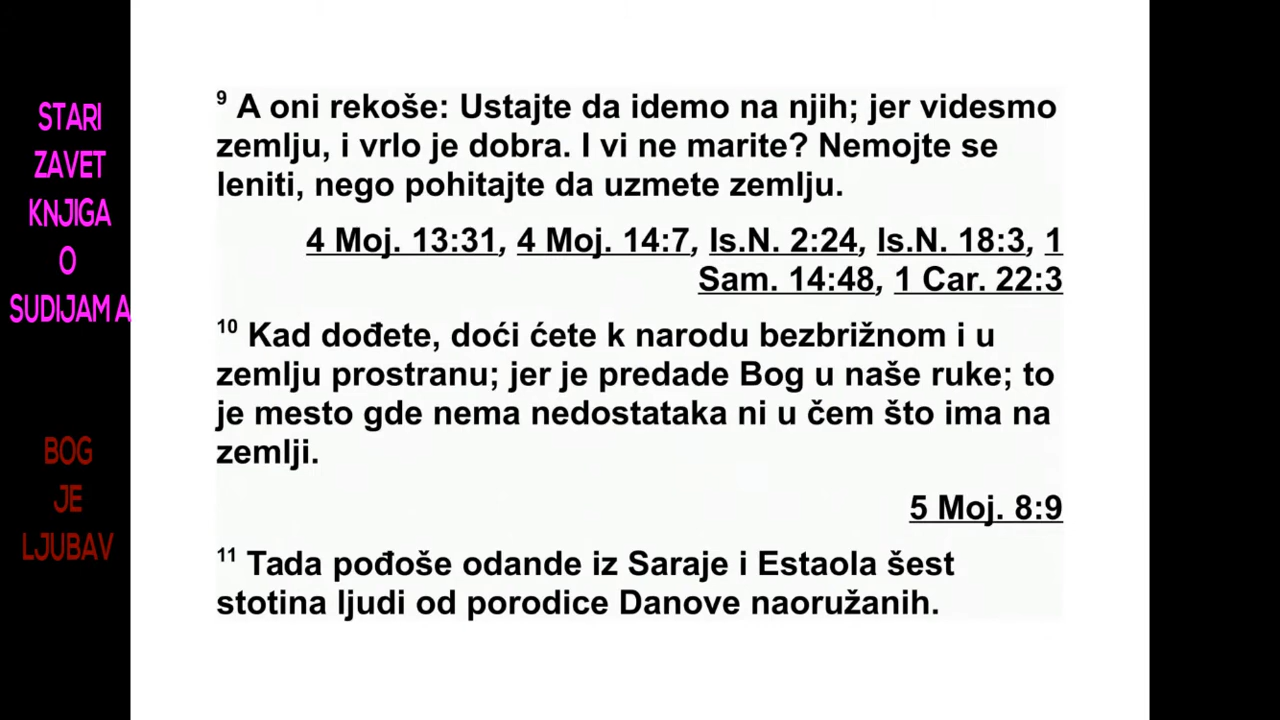 STARI
ZAVET
KNJIGA
O
SUDIJAMA
BOG
JE
LJUBAV
9 A oni rekoše: Ustajte da idemo na njih; jer videsmo
zemlju, i vrlo je dobra. I vi ne marite? Nemojte se
leniti, nego pohitajte da uzmete zemlju.
4 Moj. 13:31, 4 Moj. 14:7, Is.N. 2:24, Is.N. 18:3, 1
Sam. 14:48, 1 Car. 22:3
10 Kad dođete, doći ćete k narodu bezbrižnom i u
zemlju prostranu; jer je predade Bog u naše ruke; to
je mesto gde nema nedostataka ni u čem što ima na
zemlji.
5 Moj. 8:9
11 Tada pođoše odande iz Saraje i Estaola šest
stotina ljudi od porodice Danove naoružanih.